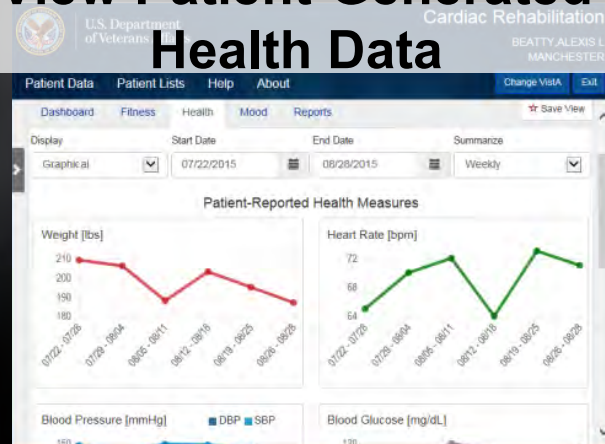 View Patient-Generated
Health Data
U.S. Department
of Veterans
Cardiac Rehabilitation
BEATTY,ALEXIS L
MANCHESTER
Patient Data Patient Lists Help About Change VistA Exit
Dashboard Fitness Health Mood Reports Save View
Display Start Date End Date Summarize
Graphical 07/22/2015 08/28/2015 Weekly
Patient-Reported Health Measures
Weight [lbs]
210
200
190
180
07/22 - 07/28 07/29 - 08/04 08/05 - 08/11 08/12 - 08/18 08/19 - 08/25 08/26 - 08/28
Heart Rate [bpm]
72
68
64
07/22 - 07/28 07/29 - 08/04 08/05 - 08/11 08/12 - 08/18 08/19 - 08/25 08/26 - 08/28
Blood Pressure [mmHg] DBP SBP
Blood Glucose [mg/dL]